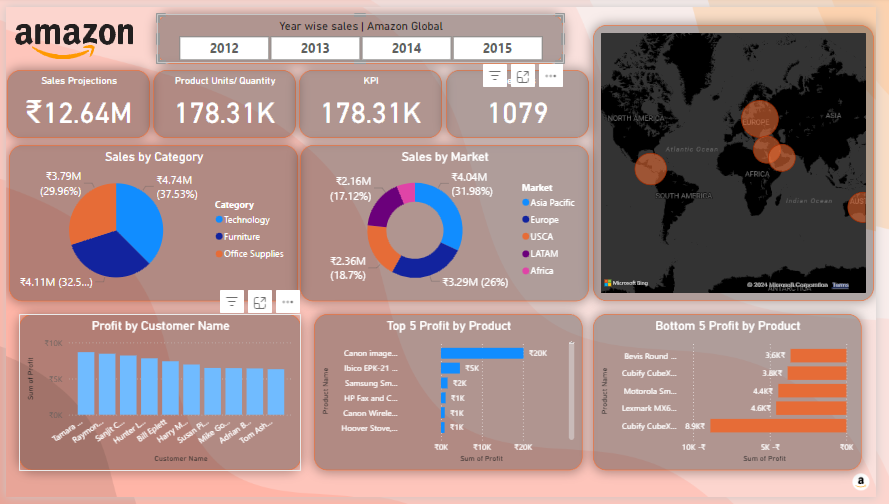 amazon
Year wise sales | Amazon Global
2012
2013
2014
2015
Sales Projections
₹12.64M
Product Units/ Quantity
178.31K
KPI
178.31K
1079
Sales by Category
₹3.79M
(29.96%)
₹4.74M
(37.53%)
₹4.11M (32.5...)
Category
Technology
Furniture
Office Supplies
Sales by Market
₹2.16M
(17.12%)
₹4.04M
(31.98%)
₹2.36M
(18.7%)
₹3.29M (26%)
Market
Asia Pacific
Europe
USCA
LATAM
Africa
NORTH AMERICA
EUROPE
ASIA
Atlantic Ocean
AFRICA
SOUTH AMERICA
Indian Ocean
AUST
Microsoft Bing
© 2024 Microsoft Corporation Terms
ANTARCTICA
Profit by Customer Name
Sum of Profit
₹10K
₹5K
₹0K
Tamara ...
Raymon...
Sanjit C...
Hunter L...
Bill Eplett
Harry M...
Susan Pi...
Mike Go...
Adrian B...
Tom Ash...
Customer Name
Top 5 Profit by Product
Product Name
Canon image... ₹20K
Ibico EPK-21 ... ₹5K
Samsung Sm... ₹2K
HP Fax and C... ₹1K
Canon Wirele... ₹1K
Hoover Stove,... ₹1K
₹0K ₹10K ₹20K
Sum of Profit
Bottom 5 Profit by Product
Product Name
Bevis Round ... 3.6K₹
Cubify CubeX... 3.8K₹
Motorola Sm... 4.4K₹
Lexmark MX6... 4.6K₹
Cubify CubeX... 8.9K₹
10K -₹ 5K -₹ ₹0K
Sum of Profit
a